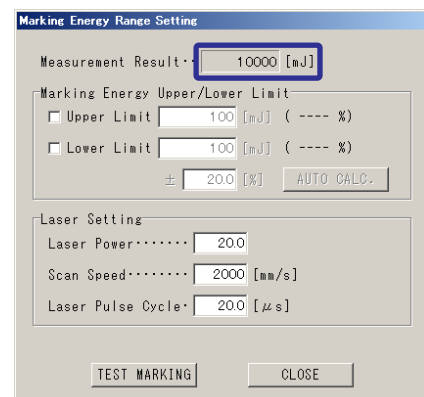 Marking Energy Range Setting
Measurement Result·· 10000 [mJ]
Marking Energy Upper/Lower Limit
Upper Limit 100 [mJ] ( ---- %)
Lower Limit 100 [mJ] ( ---- %)
± 20.0 [%] AUTO CALC.
Laser Setting
Laser Power······· 20.0
Scan Speed········ 2000 [mm/s]
Laser Pulse Cycle· 20.0 [μs]
TEST MARKING CLOSE